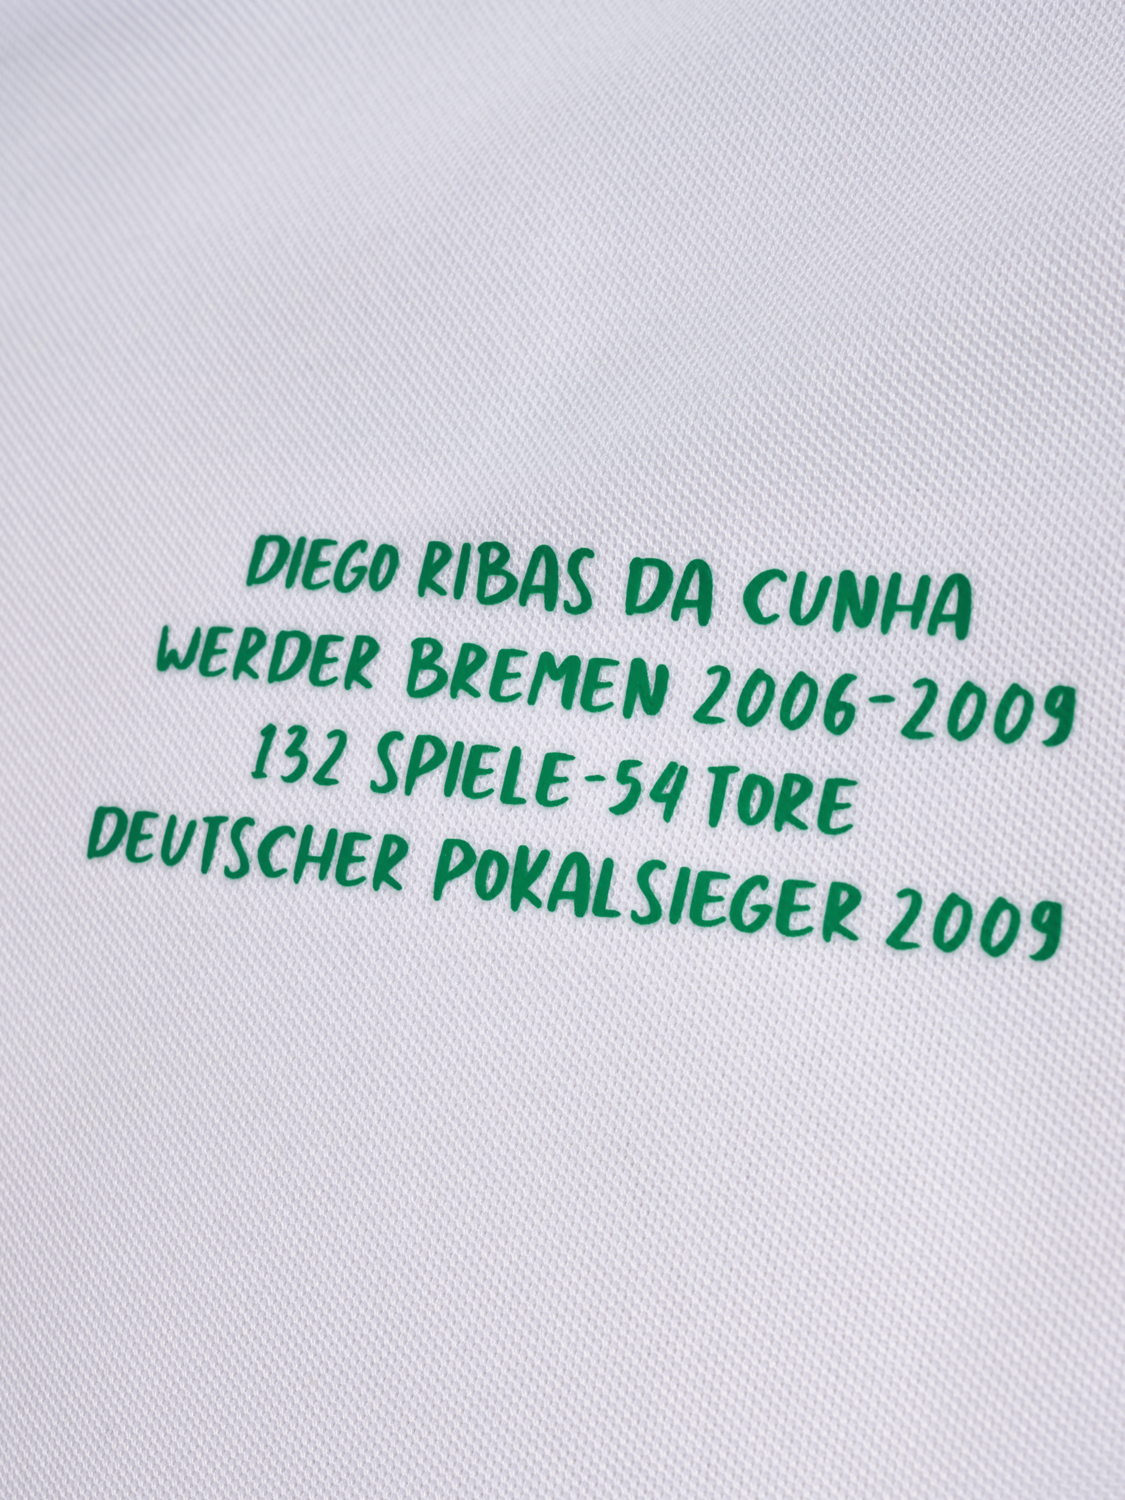 DIEGO RIBAS DA CUNHA
WERDER BREMEN 2006-2009
132 SPIELE-54 TORE
DEUTSCHER POKALSIEGER 2009